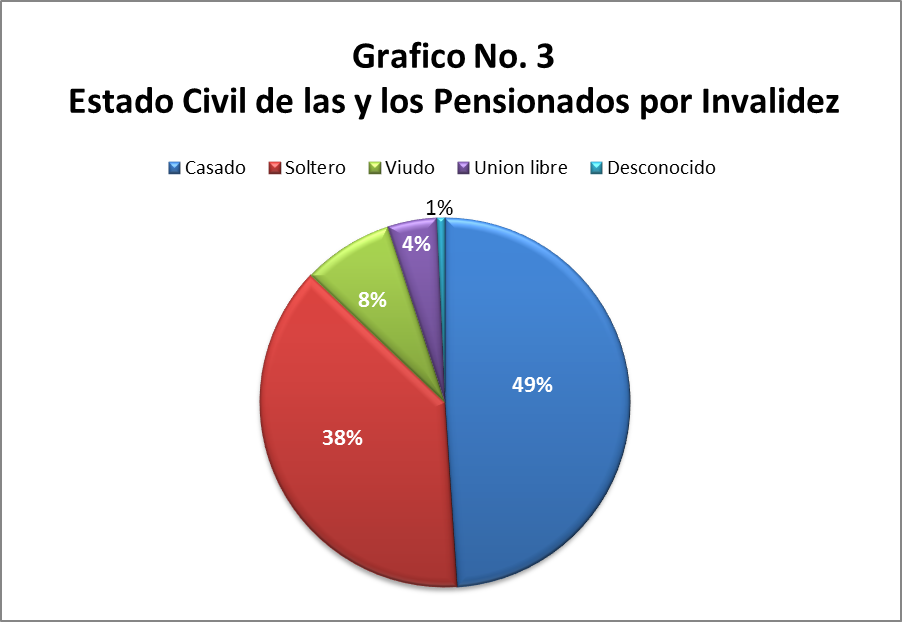 Grafico No. 3
Estado Civil de las y los Pensionados por Invalidez
Casado Soltero Viudo Union libre Desconocido
1%
4%
8%
49%
38%